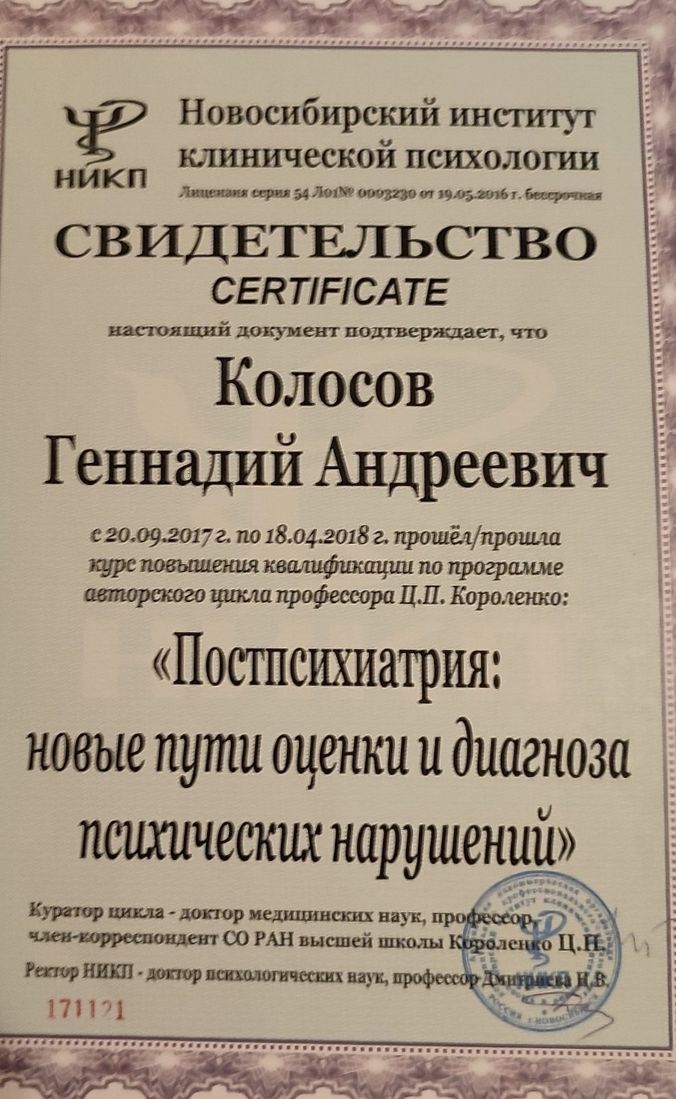 Новосибирский институт
клинической психологии
НИКП
Лицензия серия 54 Л01№ 0003230 от 19.05.2016 г. бессрочная
СВИДЕТЕЛЬСТВО
CERTIFICATE
настоящий документ подтверждает, что
Колосов
Геннадий Андреевич
с 20.09.2017 г. по 18.04.2018 г. прошёл/прошла
курс повышения квалификации по программе
авторского цикла профессора Ц.П. Короленко:
«Постпсихиатрия:
новые пути оценки и диагноза
психических нарушений»
Куратор цикла - доктор медицинских наук, профессор,
член-корреспондент СО РАН высшей школы Короленко Ц.П.
Ректор НИКП - доктор психологических наук, профессор Дмитриева Н.В.
НИКП